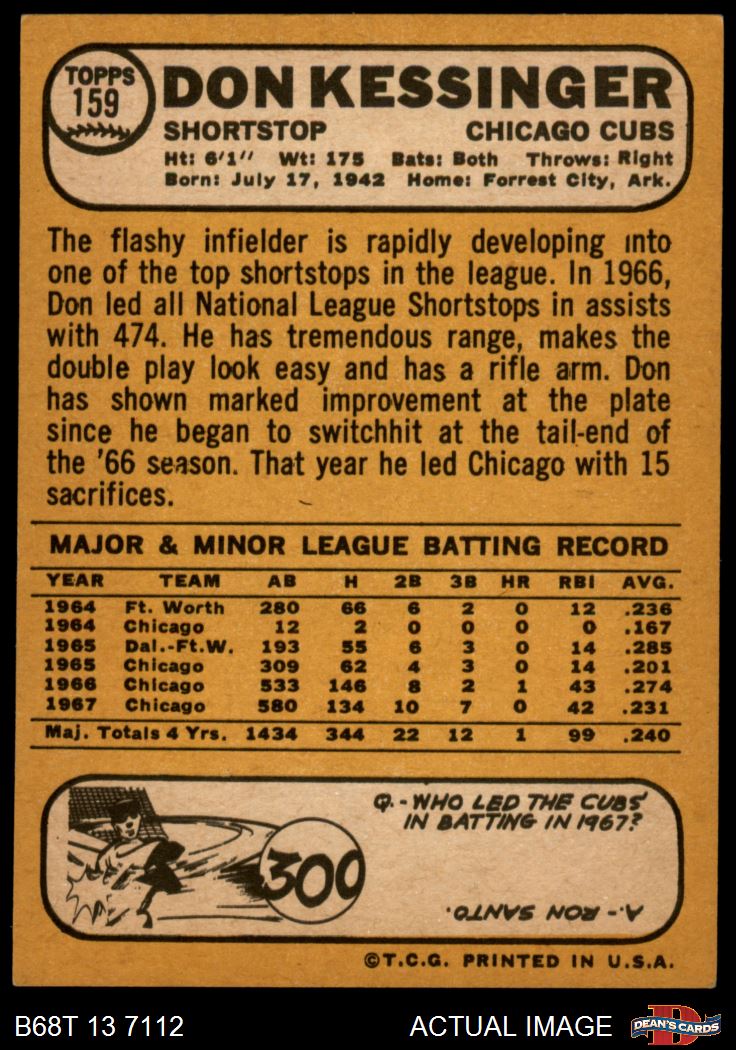 TOPPS
159
DON KESSINGER
SHORTSTOP CHICAGO CUBS
Ht: 6'1" Wt: 175 Bats: Both Throws: Right
Born: July 17, 1942 Home: Forrest City, Ark.
The flashy infielder is rapidly developing into
one of the top shortstops in the league. In 1966,
Don led all National League Shortstops in assists
with 474. He has tremendous range, makes the
double play look easy and has a rifle arm. Don
has shown marked improvement at the plate
since he began to switchhit at the tail-end of
the '66 season. That year he led Chicago with 15
sacrifices.
MAJOR & MINOR LEAGUE BATTING RECORD
YEAR TEAM AB H 2B 3B HR RBI AVG.
1964 Ft. Worth 280 66 6 2 0 12 .236
1964 Chicago 12 2 0 0 0 0 .167
1965 Dal.-Ft.W. 193 55 6 3 0 14 .285
1965 Chicago 309 62 4 3 0 14 .201
1966 Chicago 533 146 8 2 1 43 .274
1967 Chicago 580 134 10 7 0 42 .231
Maj. Totals 4 Yrs. 1434 344 22 12 1 99 .240
Q.-WHO LED THE CUBS
IN BATTING IN 1967?
300
A.-RON SANTO.
©T.C.G. PRINTED IN U.S.A.
B68T 13 7112 ACTUAL IMAGE
DEAN'S CARDS